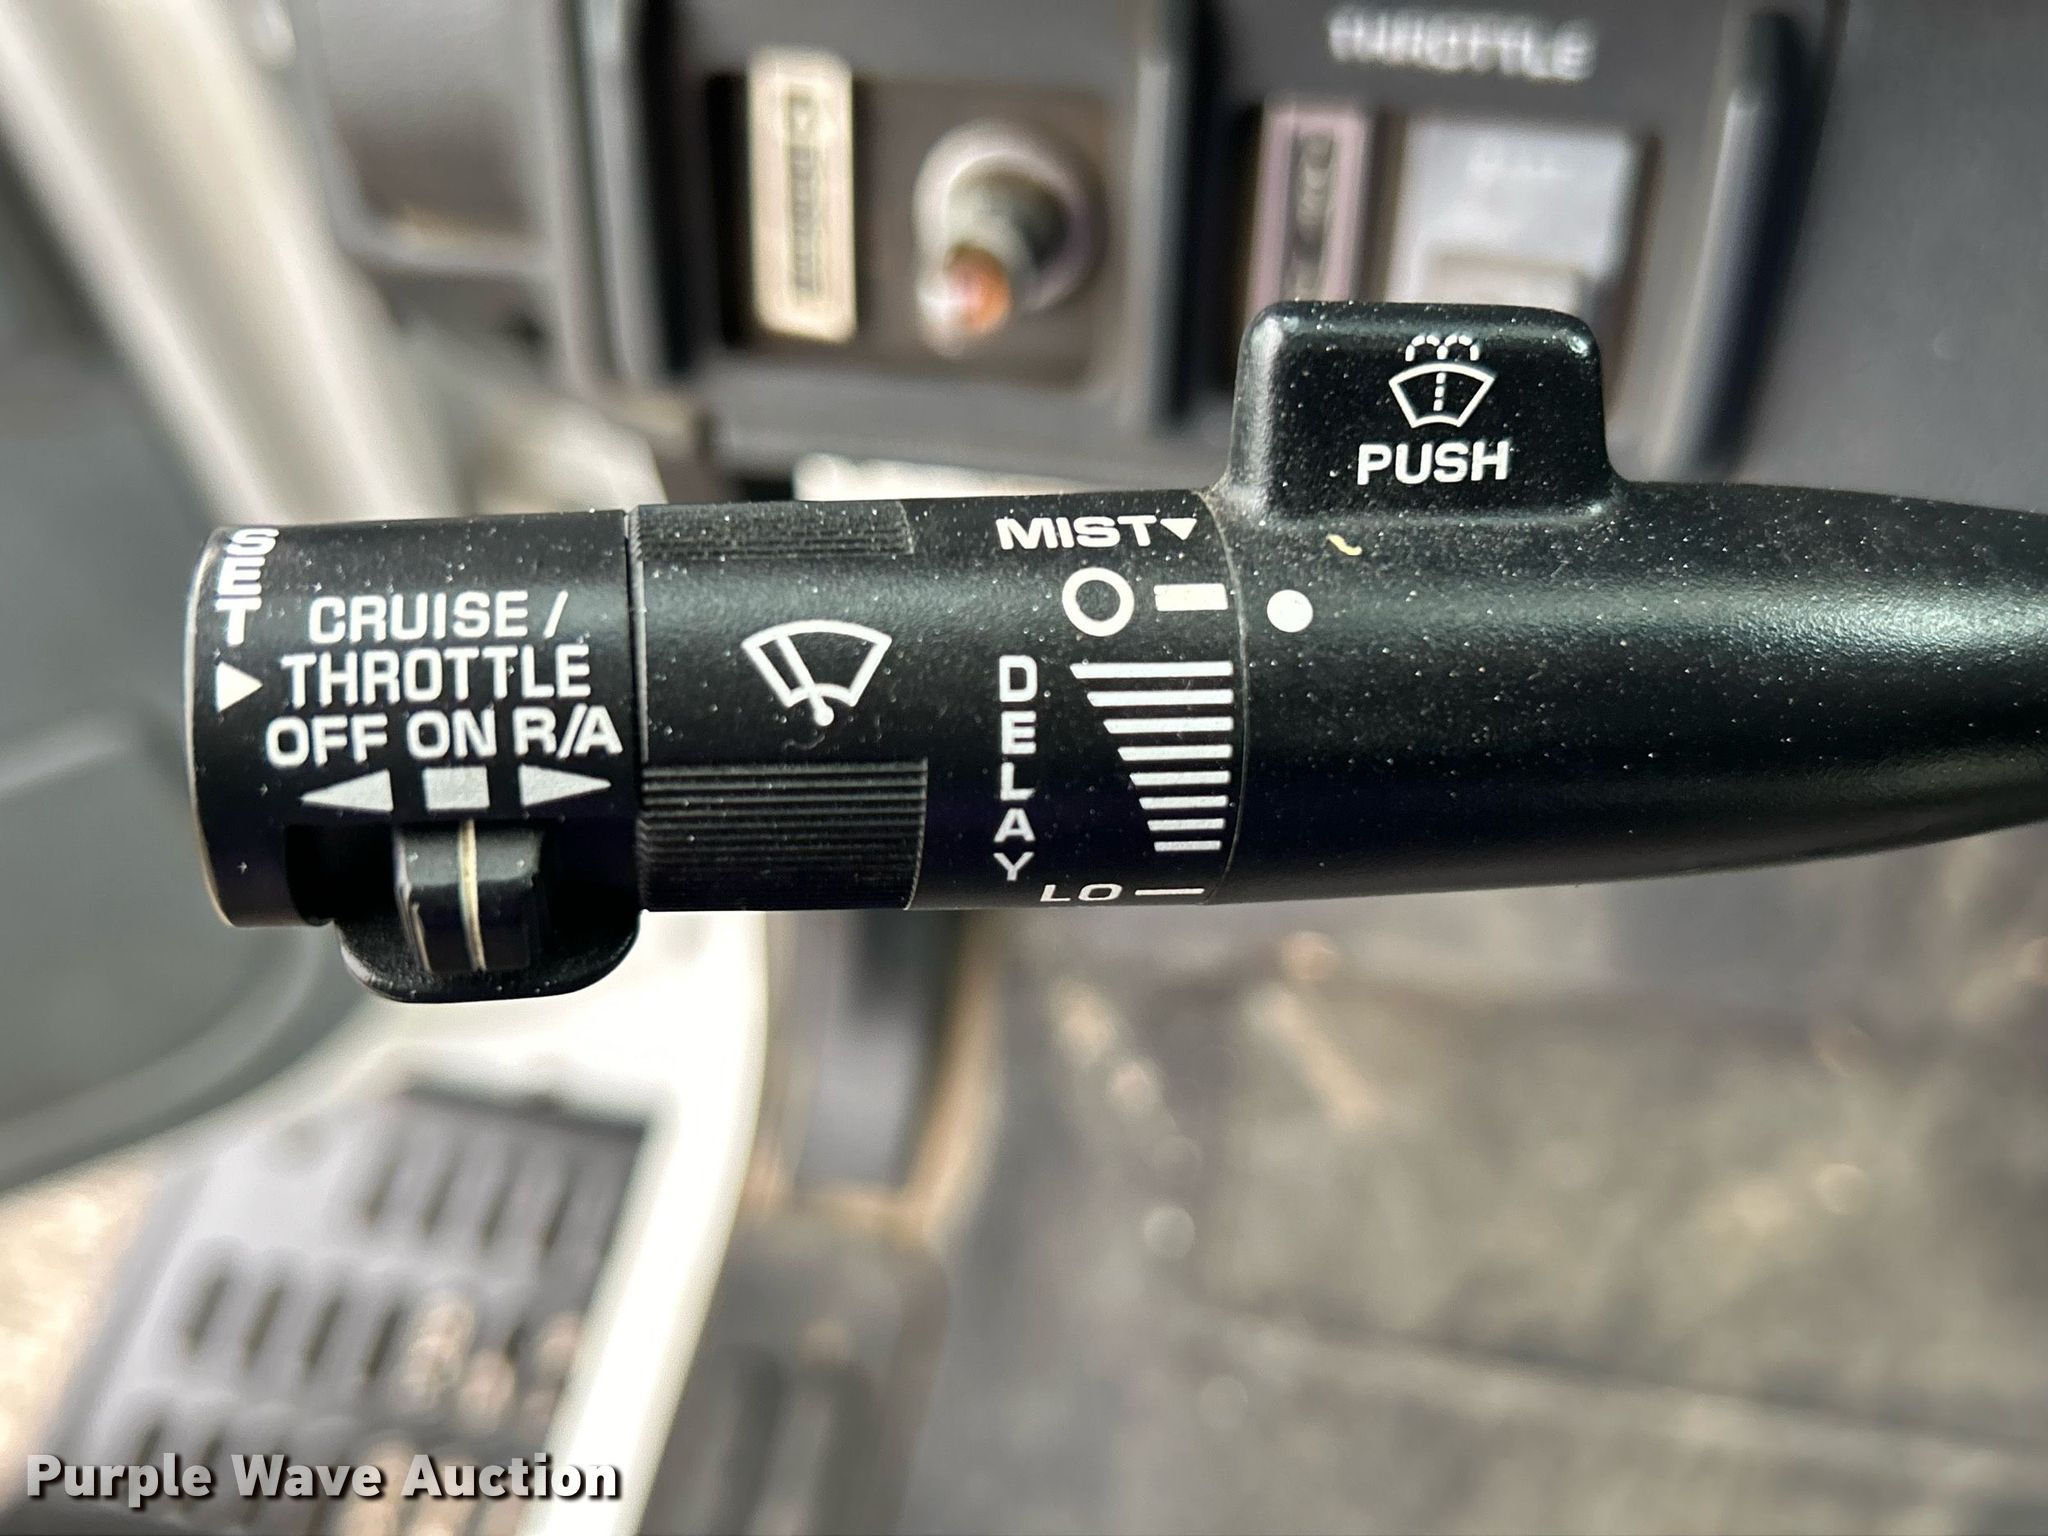 THROTTLE
PUSH
MIST
SET
CRUISE /
THROTTLE
OFF ON R/A
DELAY
LO
Purple Wave Auction